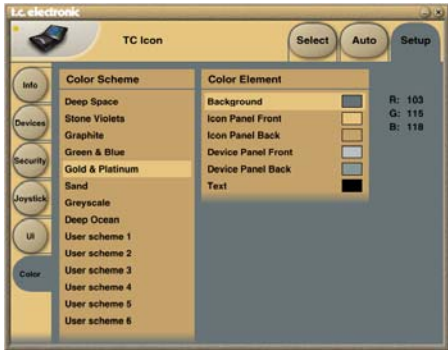 t.c. electronic
TC Icon
Select
Auto
Setup
Info
Devices
Security
Joystick
UI
Color
Color Scheme
Deep Space
Stone Violets
Graphite
Green & Blue
Gold & Platinum
Sand
Greyscale
Deep Ocean
User scheme 1
User scheme 2
User scheme 3
User scheme 4
User scheme 5
User scheme 6
Color Element
Background
Icon Panel Front
Icon Panel Back
Device Panel Front
Device Panel Back
Text
R: 103
G: 115
B: 118